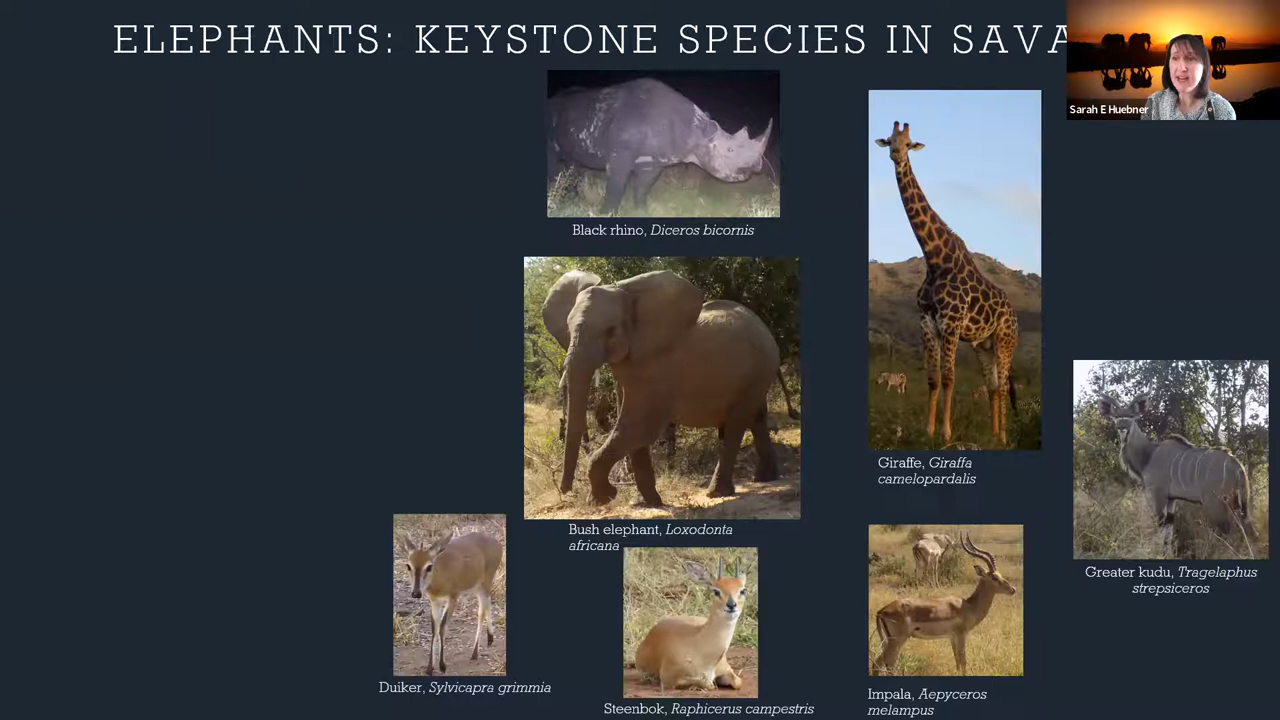 ELEPHANTS: KEYSTONE SPECIES IN SAVA
Sarah E Huebner
Black rhino, Diceros bicornis
Giraffe, Giraffa
camelopardalis
Bush elephant, Loxodonta
africana
Greater kudu, Tragelaphus
strepsiceros
Duiker, Sylvicapra grimmia
Steenbok, Raphicerus campestris
Impala, Aepyceros
melampus